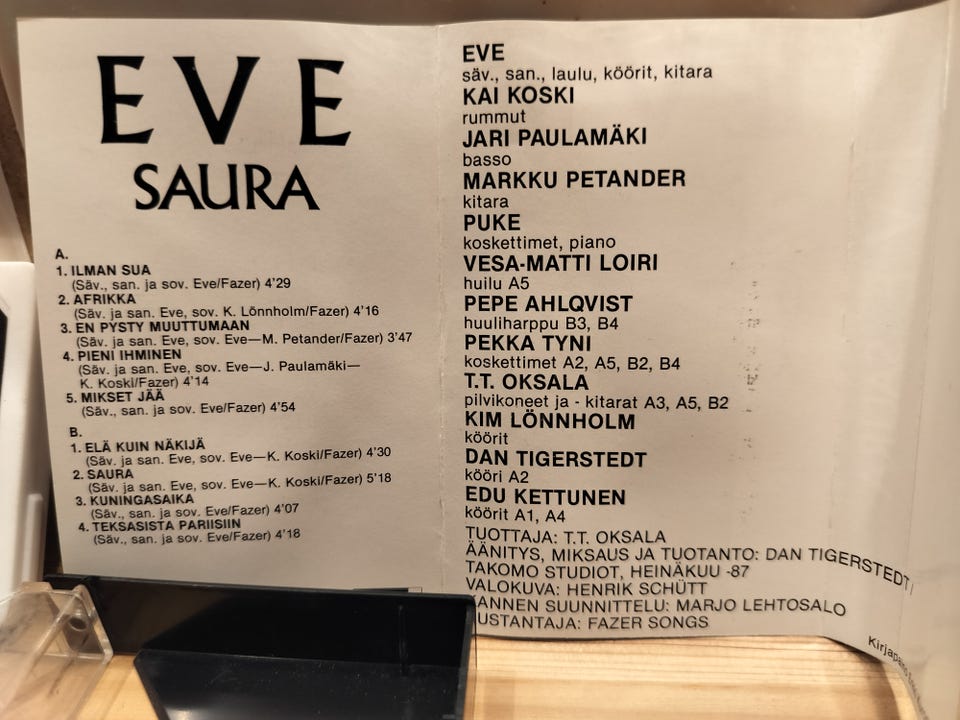 EVE
SAURA
A.
1. ILMAN SUA
(Säv., san. ja sov. Eve/Fazer) 4'29
2. AFRIKKA
(Säv. ja san. Eve, sov. K. Lönnholm/Fazer) 4'16
3. EN PYSTY MUUTTUMAAN
(Säv. ja san. Eve, sov. Eve—M. Petander/Fazer) 3'47
4. PIENI IHMINEN
(Säv. ja san. Eve, sov. Eve—J. Paulamäki—
K. Koski/Fazer) 4'14
5. MIKSET JÄÄ
(Säv., san. ja sov. Eve/Fazer) 4'54
B.
1. ELÄ KUIN NÄKIJÄ
(Säv. ja san. Eve, sov. Eve—K. Koski/Fazer) 4'30
2. SAURA
(Säv. ja san. Eve, sov. Eve—K. Koski/Fazer) 5'18
3. KUNINGASAIKA
(Säv., san. ja sov. Eve/Fazer) 4'07
4. TEKSASISTA PARIISIIN
(Säv., san. ja sov. Eve/Fazer) 4'18
EVE
säv., san., laulu, köörit, kitara
KAI KOSKI
rummut
JARI PAULAMÄKI
basso
MARKKU PETANDER
kitara
PUKE
koskettimet, piano
VESA-MATTI LOIRI
huilu A5
PEPE AHLQVIST
huuliharppu B3, B4
PEKKA TYNI
koskettimet A2, A5, B2, B4
T.T. OKSALA
pilvikoneet ja - kitarat A3, A5, B2
KIM LÖNNHOLM
köörit
DAN TIGERSTEDT
kööri A2
EDU KETTUNEN
köörit A1, A4
TUOTTAJA: T.T. OKSALA
ÄÄNITYS, MIKSAUS JA TUOTANTO: DAN TIGERSTEDT/
TAKOMO STUDIOT, HEINÄKUU -87
VALOKUVA: HENRIK SCHÜTT
KANNEN SUUNNITTELU: MARJO LEHTOSALO
KUSTANTAJA: FAZER SONGS